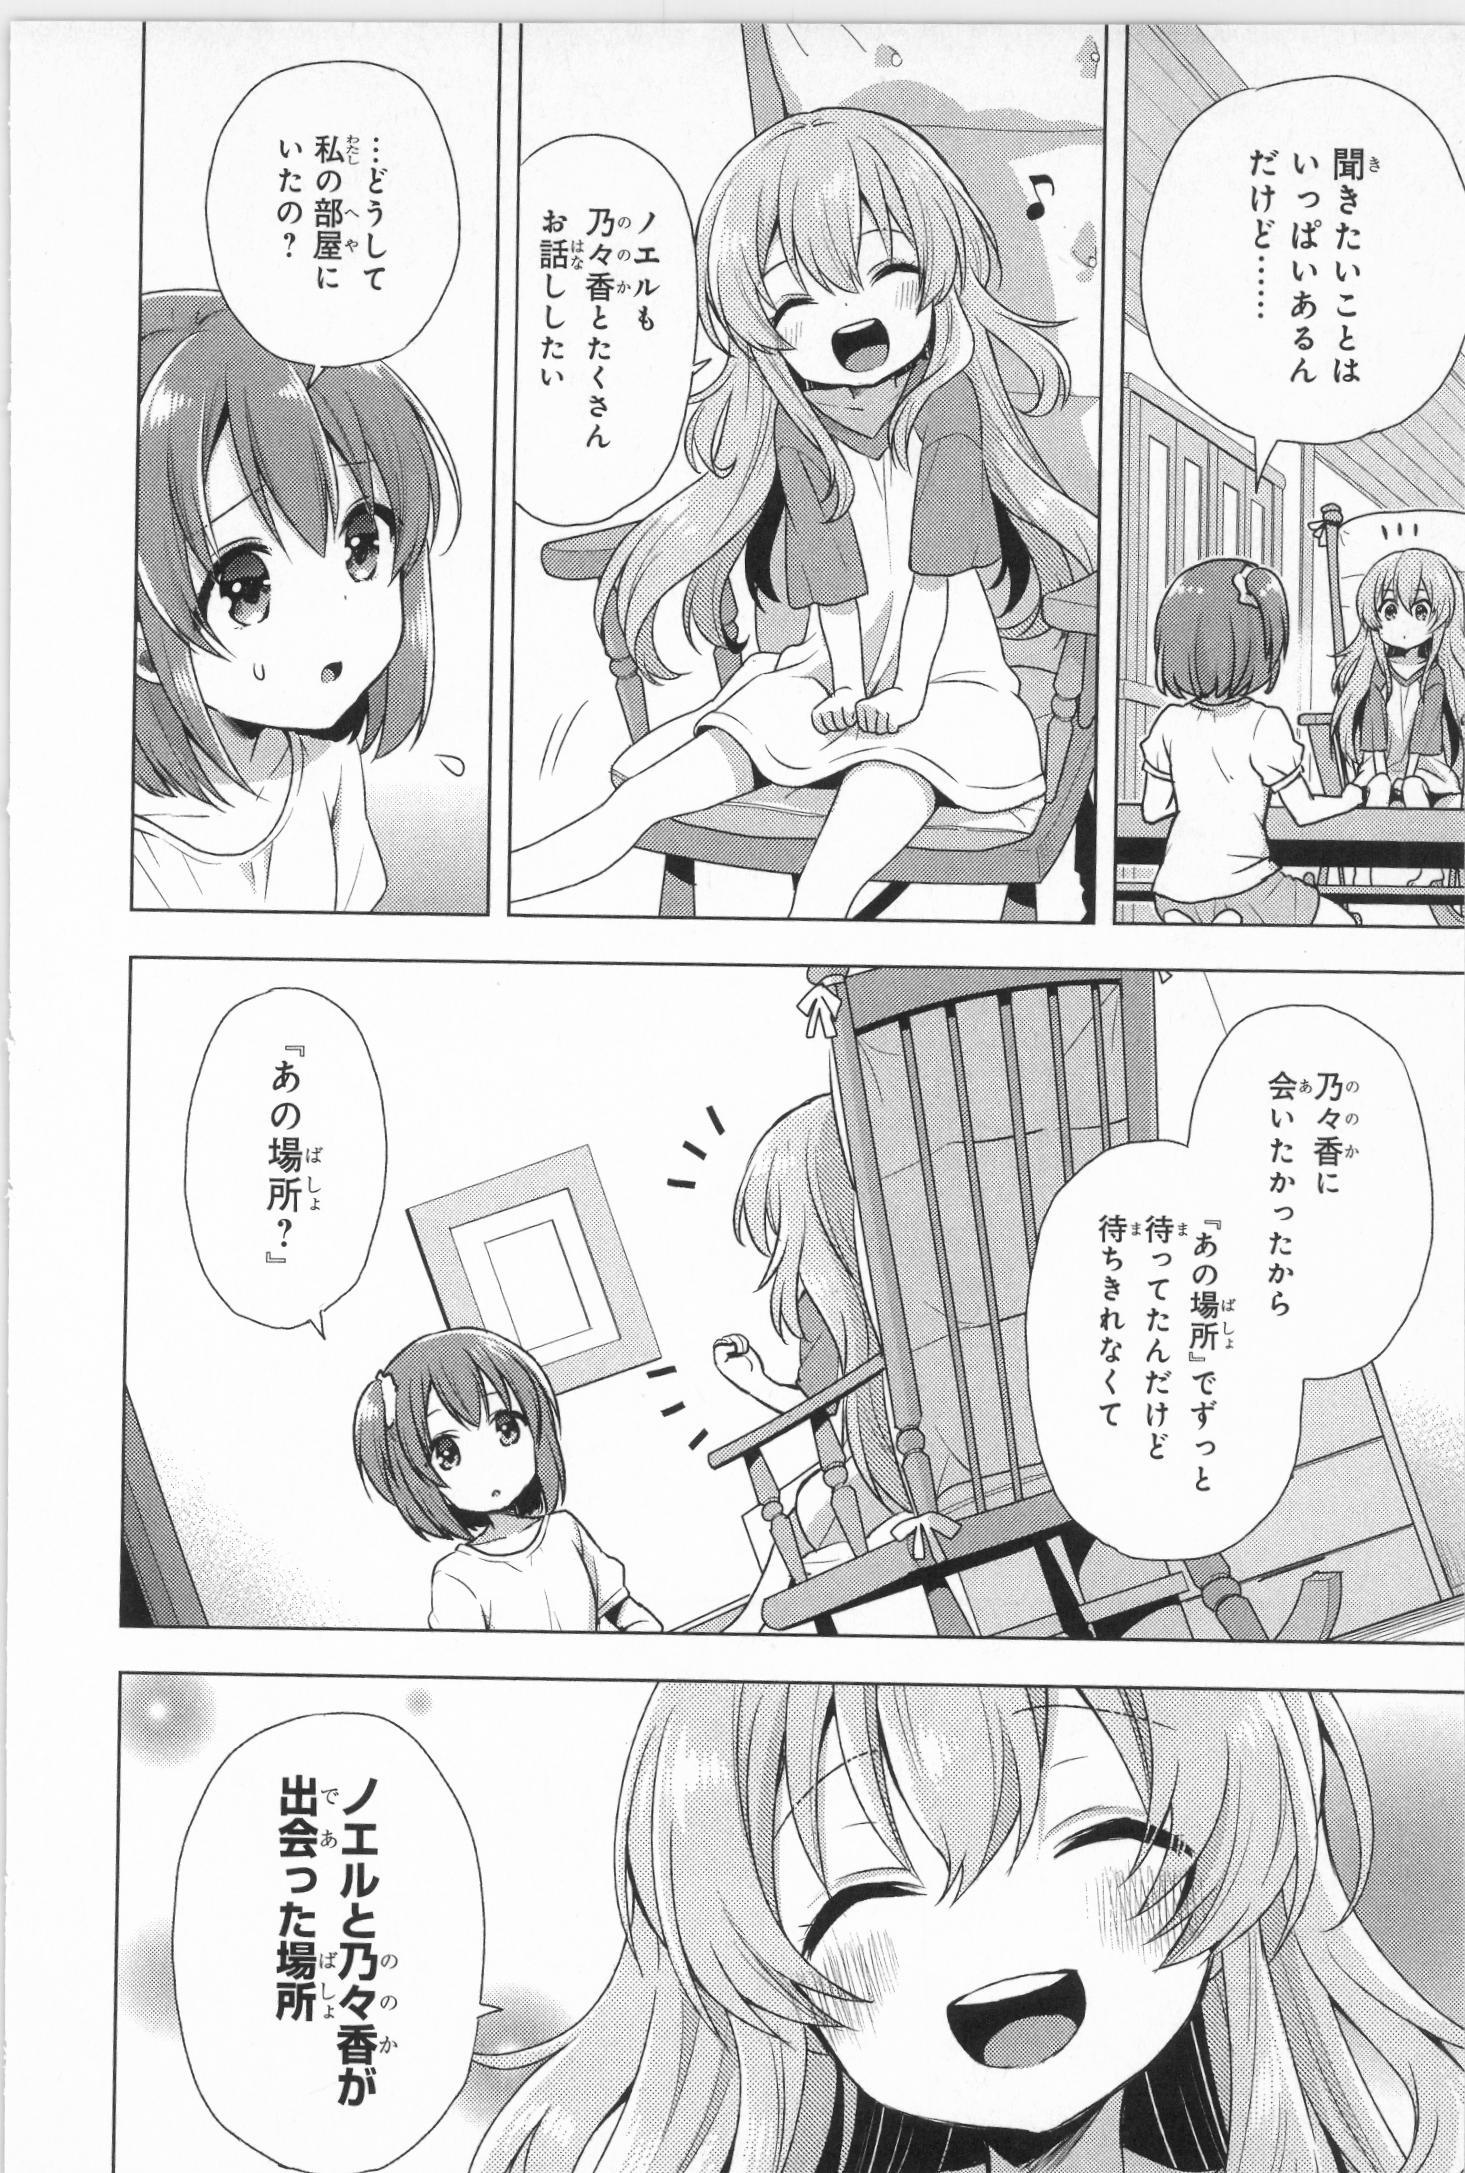 聞きたいことは
いっぱいあるん
だけど……
ノエルも
乃々香とたくさん
お話ししたい
…どうして
私の部屋に
いたの？
乃々香に
会いたかったから
『あの場所』でずっと
待ってたんだけど
待ちきれなくて
『あの場所？』
ノエルと乃々香が
出会った場所